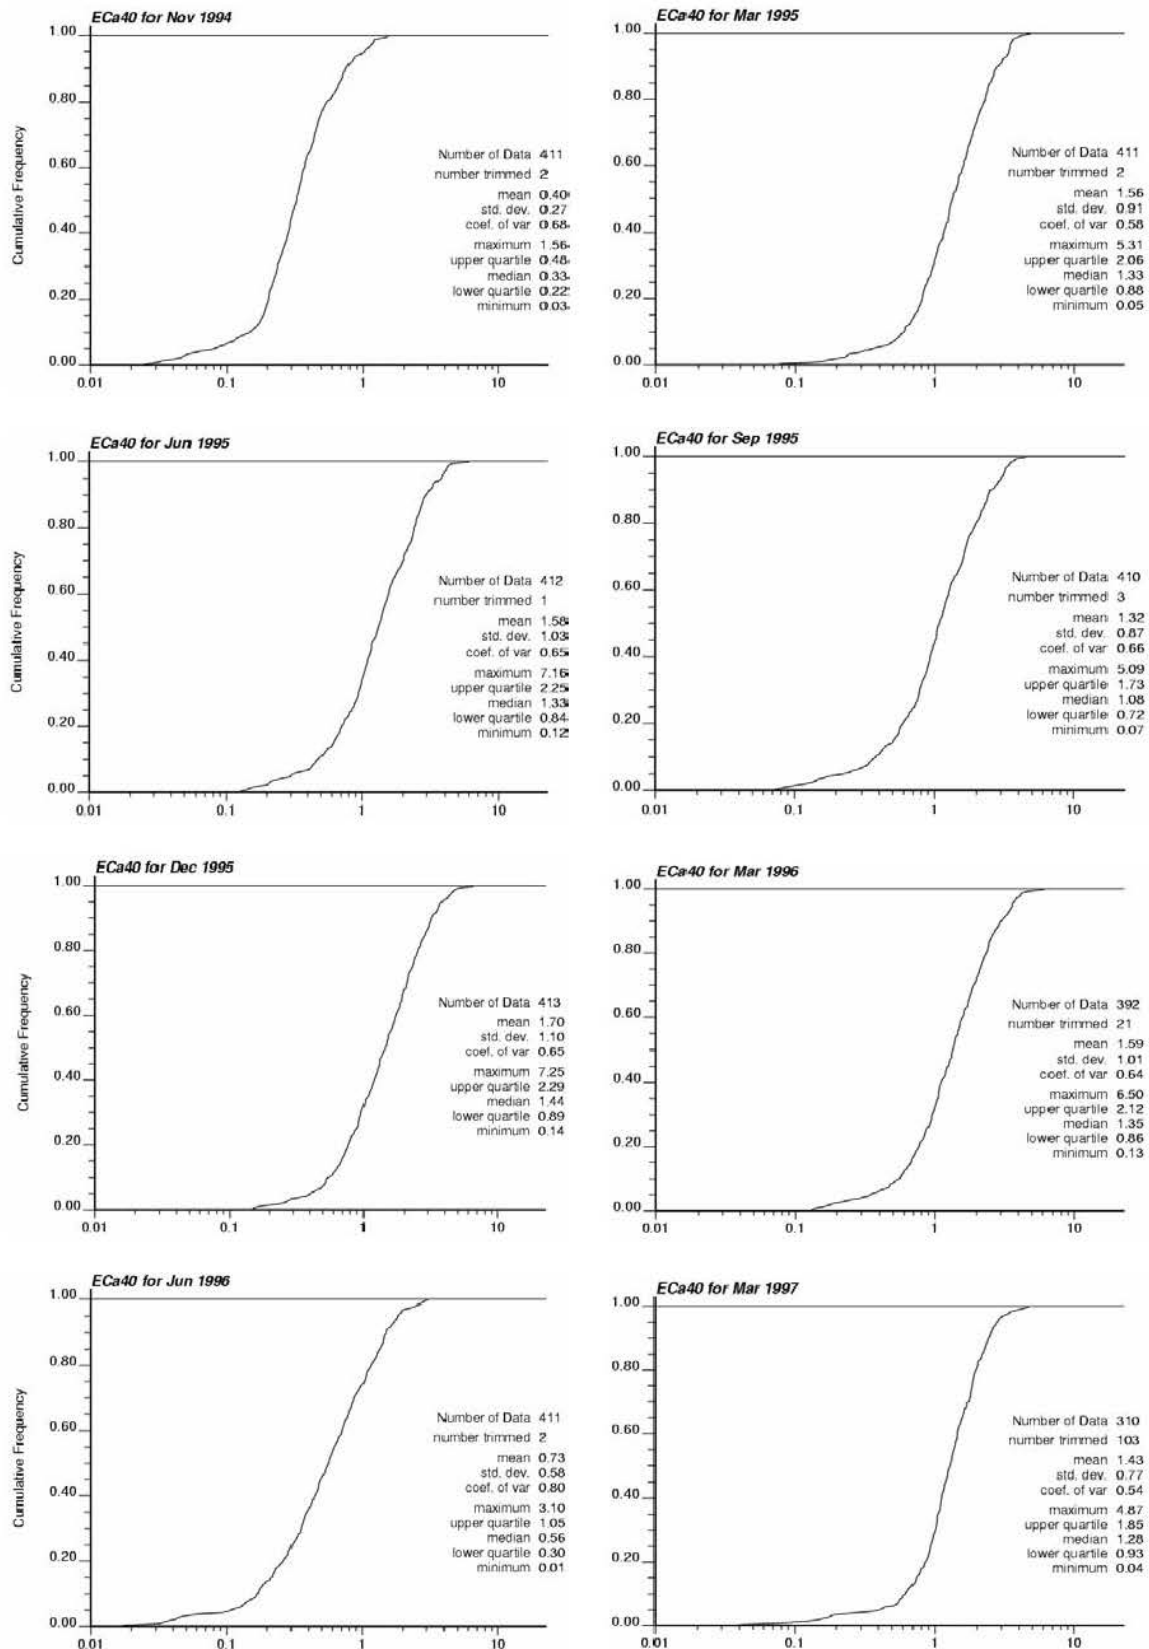 ECa40 for Nov 1994
Cumulative Frequency
1.00
0.80
0.60
0.40
0.20
0.00
0.01 0.1 1 10
Number of Data 411
number trimmed 2
mean 0.40
std. dev. 0.27
coef. of var 0.68
maximum 1.56
upper quartile 0.48
median 0.33
lower quartile 0.22
minimum 0.03
ECa40 for Mar 1995
1.00
0.80
0.60
0.40
0.20
0.00
0.01 0.1 1 10
Number of Data 411
number trimmed 2
mean 1.56
std. dev. 0.91
coef. of var 0.58
maximum 5.31
upper quartile 2.06
median 1.33
lower quartile 0.88
minimum 0.05
ECa40 for Jun 1995
Cumulative Frequency
1.00
0.80
0.60
0.40
0.20
0.00
0.01 0.1 1 10
Number of Data 412
number trimmed 1
mean 1.58
std. dev. 1.03
coef. of var 0.65
maximum 7.16
upper quartile 2.25
median 1.33
lower quartile 0.84
minimum 0.12
ECa40 for Sep 1995
1.00
0.80
0.60
0.40
0.20
0.00
0.01 0.1 1 10
Number of Data 410
number trimmed 3
mean 1.32
std. dev. 0.87
coef. of var 0.66
maximum 5.09
upper quartile 1.73
median 1.08
lower quartile 0.72
minimum 0.07
ECa40 for Dec 1995
Cumulative Frequency
1.00
0.80
0.60
0.40
0.20
0.00
0.01 0.1 1 10
Number of Data 413
mean 1.70
std. dev. 1.10
coef. of var 0.65
maximum 7.25
upper quartile 2.29
median 1.44
lower quartile 0.89
minimum 0.14
ECa40 for Mar 1996
1.00
0.80
0.60
0.40
0.20
0.00
0.01 0.1 1 10
Number of Data 392
number trimmed 21
mean 1.59
std. dev. 1.01
coef. of var 0.64
maximum 6.50
upper quartile 2.12
median 1.35
lower quartile 0.86
minimum 0.13
ECa40 for Jun 1996
Cumulative Frequency
1.00
0.80
0.60
0.40
0.20
0.00
0.01 0.1 1 10
Number of Data 411
number trimmed 2
mean 0.73
std. dev. 0.58
coef. of var 0.80
maximum 3.10
upper quartile 1.05
median 0.56
lower quartile 0.30
minimum 0.01
ECa40 for Mar 1997
1.00
0.80
0.60
0.40
0.20
0.00
0.01 0.1 1 10
Number of Data 310
number trimmed 103
mean 1.43
std. dev. 0.77
coef. of var 0.54
maximum 4.87
upper quartile 1.85
median 1.28
lower quartile 0.93
minimum 0.04